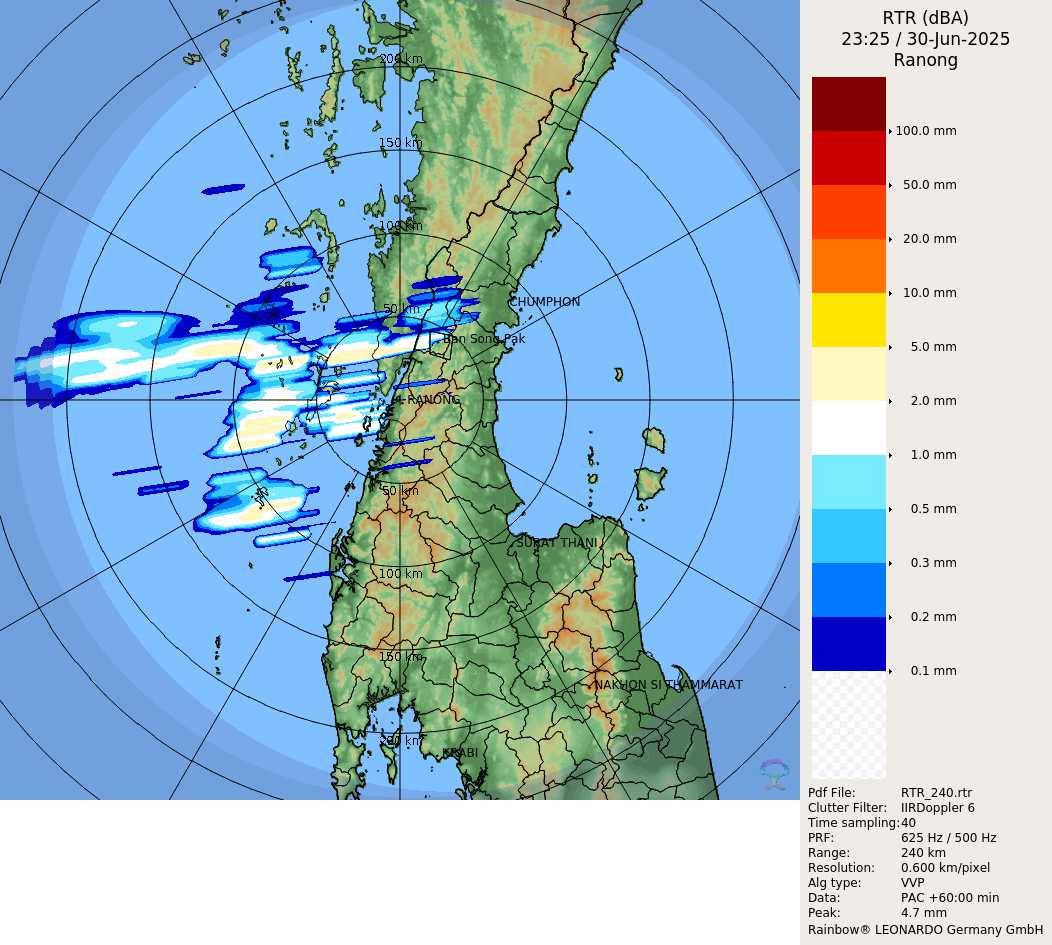 RTR (dBA)
23:25 / 30-Jun-2025
Ranong
200 km
150 km
100 km
50 km
CHUMPHON
Ban Song Pak
RANONG
50 km
SURAT THANI
100 km
150 km
NAKHON SI THAMMARAT
200 km
KRABI
100.0 mm
50.0 mm
20.0 mm
10.0 mm
5.0 mm
2.0 mm
1.0 mm
0.5 mm
0.3 mm
0.2 mm
0.1 mm
Pdf File: RTR_240.rtr
Clutter Filter: IIRDoppler 6
Time sampling: 40
PRF: 625 Hz / 500 Hz
Range: 240 km
Resolution: 0.600 km/pixel
Alg type: VVP
Data: PAC +60:00 min
Peak: 4.7 mm
Rainbow® LEONARDO Germany GmbH